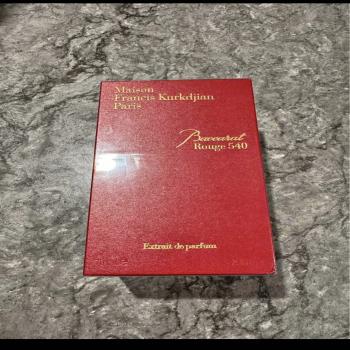 Maison
Francis Kurkdjian
Paris
Baccarat
Rouge 540
Extrait de parfum